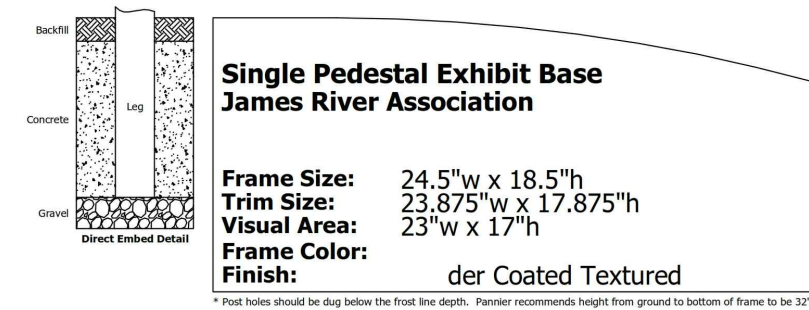 Backfill
Leg
Concrete
Gravel
Direct Embed Detail
Single Pedestal Exhibit Base
James River Association
Frame Size: 24.5"w x 18.5"h
Trim Size: 23.875"w x 17.875"h
Visual Area: 23"w x 17"h
Frame Color:
Finish: der Coated Textured
* Post holes should be dug below the frost line depth. Pannier recommends height from ground to bottom of frame to be 32"